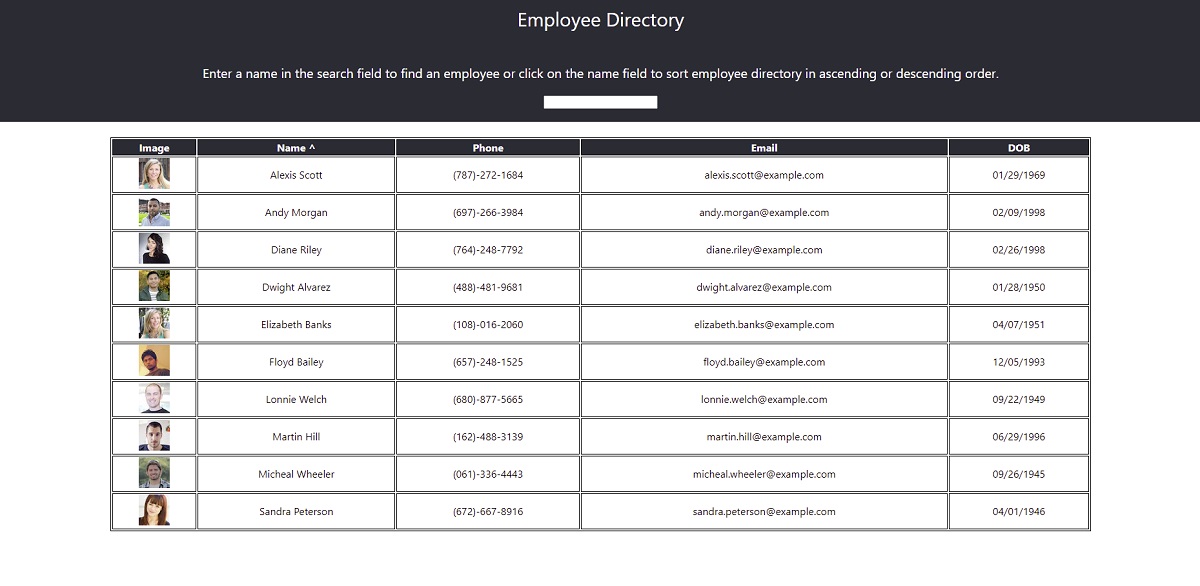 Employee Directory
Enter a name in the search field to find an employee or click on the name field to sort employee directory in ascending or descending order.
Image Name ^ Phone Email DOB
Alexis Scott (787)-272-1684 alexis.scott@example.com 01/29/1969
Andy Morgan (697)-266-3984 andy.morgan@example.com 02/09/1998
Diane Riley (764)-248-7792 diane.riley@example.com 02/26/1998
Dwight Alvarez (488)-481-9681 dwight.alvarez@example.com 01/28/1950
Elizabeth Banks (108)-016-2060 elizabeth.banks@example.com 04/07/1951
Floyd Bailey (657)-248-1525 floyd.bailey@example.com 12/05/1993
Lonnie Welch (680)-877-5665 lonnie.welch@example.com 09/22/1949
Martin Hill (162)-488-3139 martin.hill@example.com 06/29/1996
Micheal Wheeler (061)-336-4443 micheal.wheeler@example.com 09/26/1945
Sandra Peterson (672)-667-8916 sandra.peterson@example.com 04/01/1946